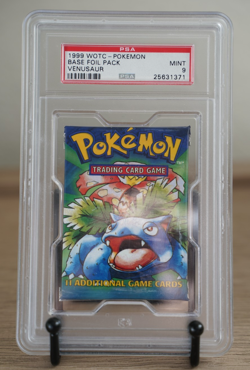 PSA
1999 WOTC - POKEMON
BASE FOIL PACK
MINT
VENUSAUR
9
PSA
25631371
POKéMON
TRADING CARD GAME
11 ADDITIONAL GAME CARDS